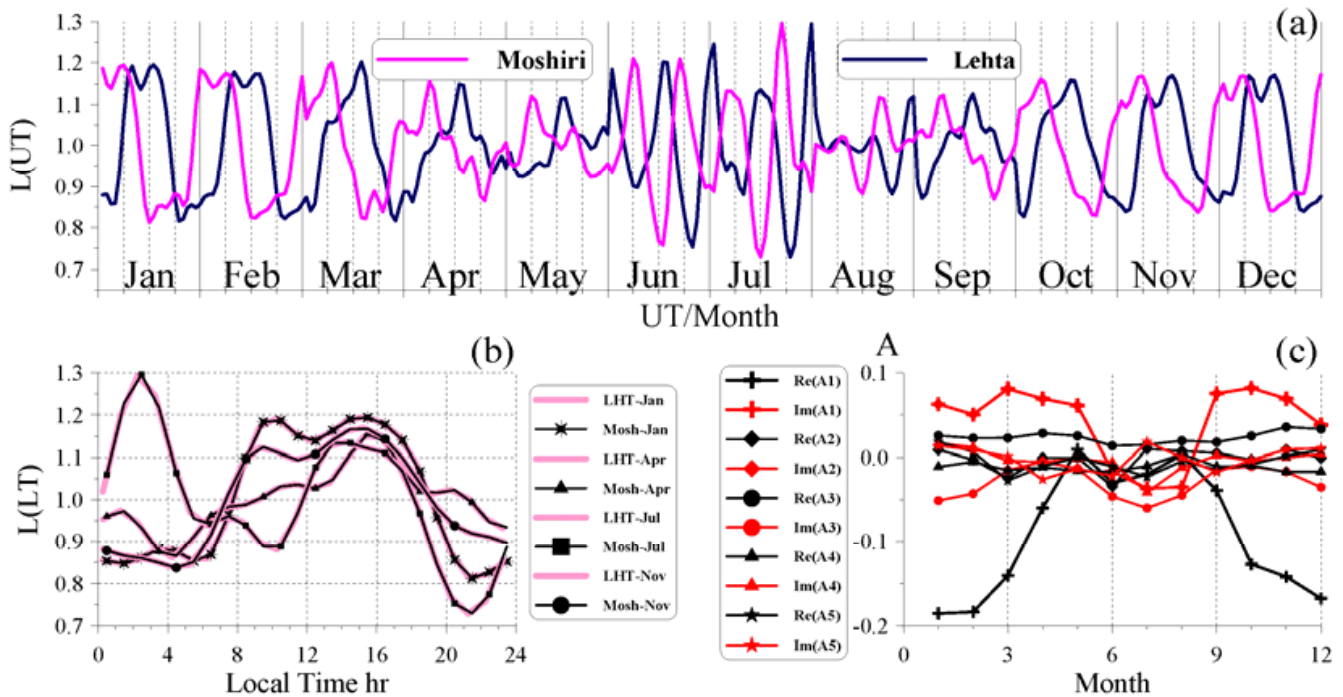 (a)
1.3
1.2
1.1
1.0
0.9
0.8
0.7
L(UT)
Moshiri
Lehta
Jan Feb Mar Apr May Jun Jul Aug Sep Oct Nov Dec
UT/Month
(b)
1.3
1.2
1.1
1.0
0.9
0.8
0.7
L(LT)
0 4 8 12 16 20 24
Local Time hr
LHT-Jan
Mosh-Jan
LHT-Apr
Mosh-Apr
LHT-Jul
Mosh-Jul
LHT-Nov
Mosh-Nov
A
(c)
Re(A1)
Im(A1)
Re(A2)
Im(A2)
Re(A3)
Im(A3)
Re(A4)
Im(A4)
Re(A5)
Im(A5)
0.1
0.0
-0.1
-0.2
0 3 6 9 12
Month